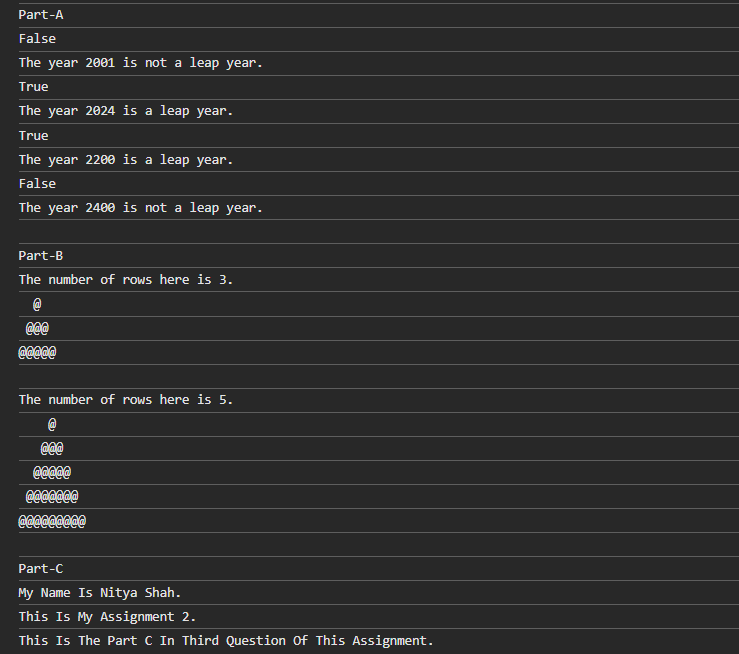 Part-A
False
The year 2001 is not a leap year.
True
The year 2024 is a leap year.
True
The year 2200 is a leap year.
False
The year 2400 is not a leap year.

Part-B
The number of rows here is 3.
  @
 @@@
@@@@@

The number of rows here is 5.
    @
   @@@
  @@@@@
 @@@@@@@
@@@@@@@@@

Part-C
My Name Is Nitya Shah.
This Is My Assignment 2.
This Is The Part C In Third Question Of This Assignment.